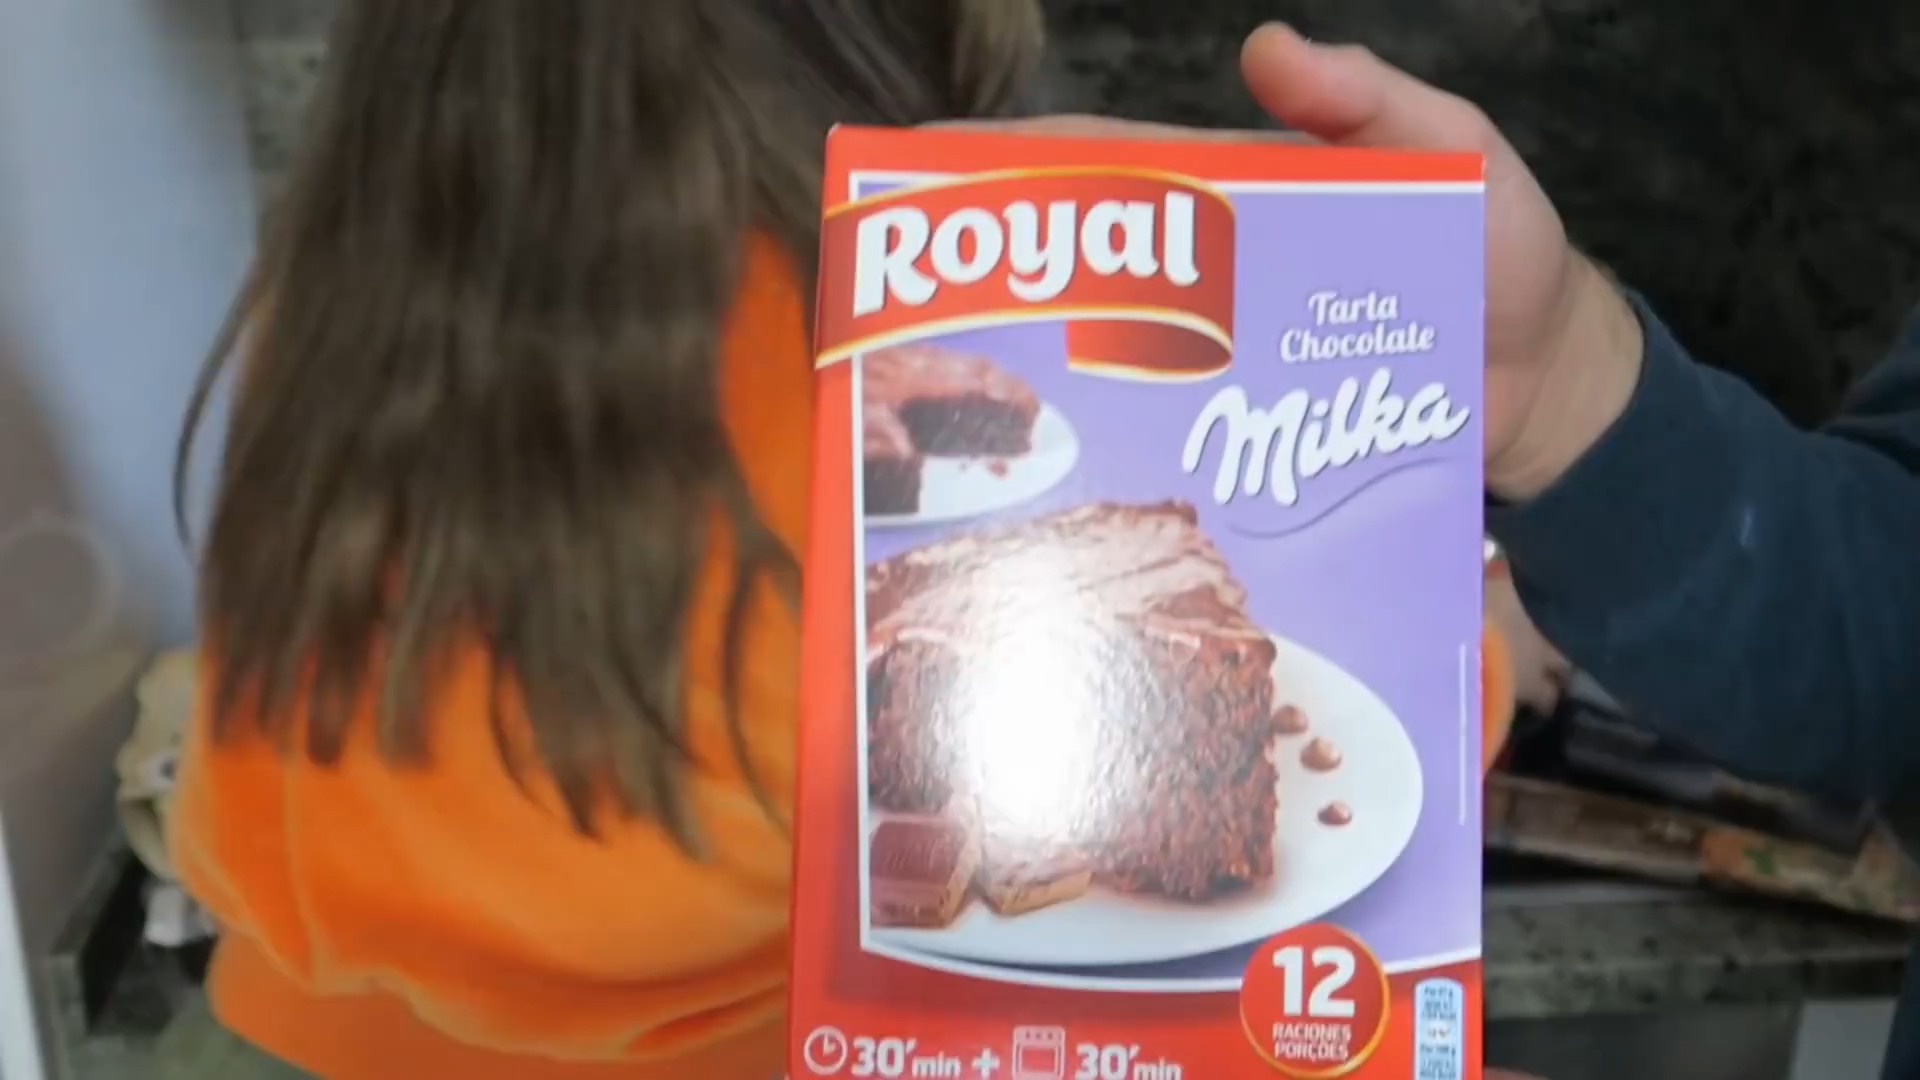 Royal
Tarta
Chocolate
Milka
12
RACIONES
PORÇÕES
30' min + 30' min